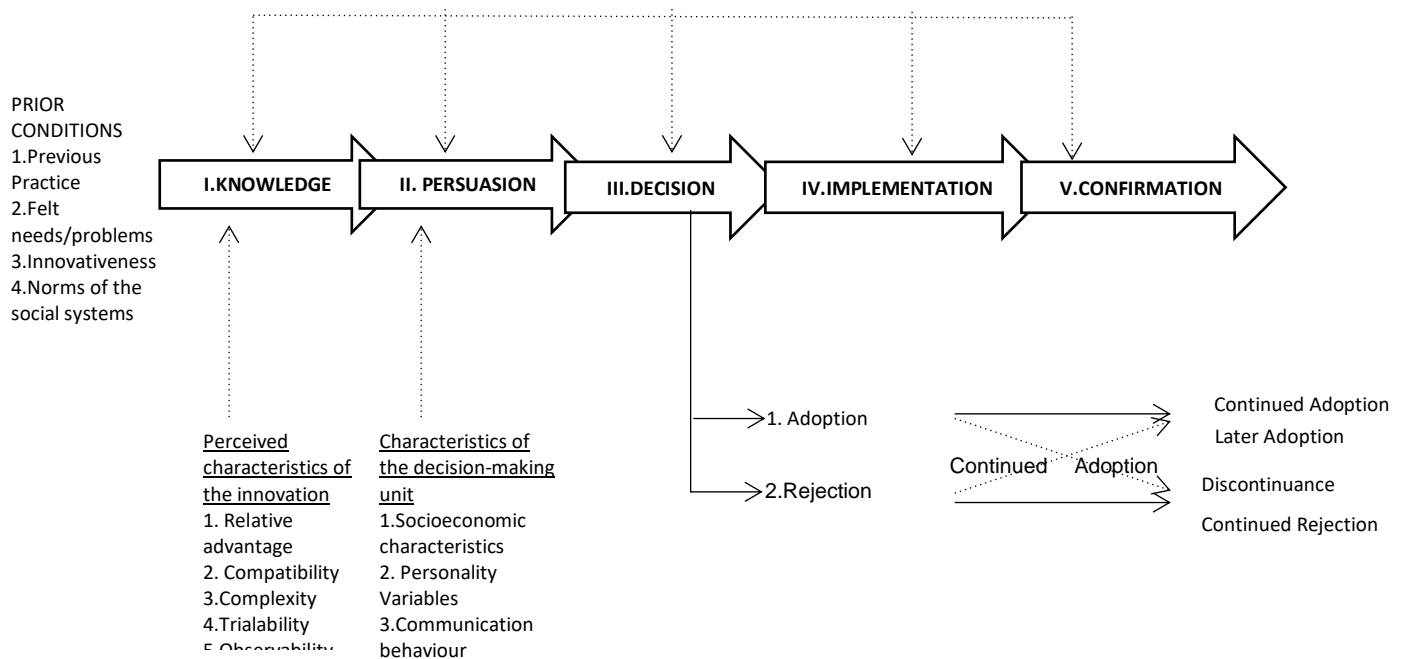 PRIOR
CONDITIONS
1.Previous
Practice
2.Felt
needs/problems
3.Innovativeness
4.Norms of the
social systems
I.KNOWLEDGE
II. PERSUASION
III.DECISION
IV.IMPLEMENTATION
V.CONFIRMATION
Perceived
characteristics of
the innovation
1. Relative
advantage
2. Compatibility
3.Complexity
4.Trialability
5.Observability
Characteristics of
the decision-making
unit
1.Socioeconomic
characteristics
2. Personality
Variables
3.Communication
behaviour
1. Adoption
2.Rejection
Continued Adoption
Continued Adoption
Later Adoption
Discontinuance
Continued Rejection